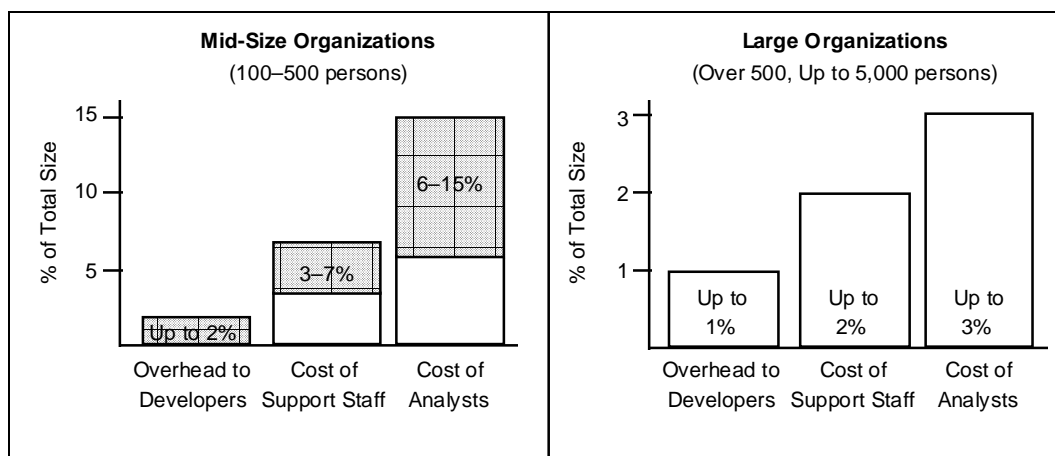 Mid-Size Organizations
(100–500 persons)
% of Total Size
15
10
5
Up to 2%
3–7%
6–15%
Overhead to
Developers
Cost of
Support Staff
Cost of
Analysts
Large Organizations
(Over 500, Up to 5,000 persons)
% of Total Size
3
2
1
Up to
1%
Up to
2%
Up to
3%
Overhead to
Developers
Cost of
Support Staff
Cost of
Analysts